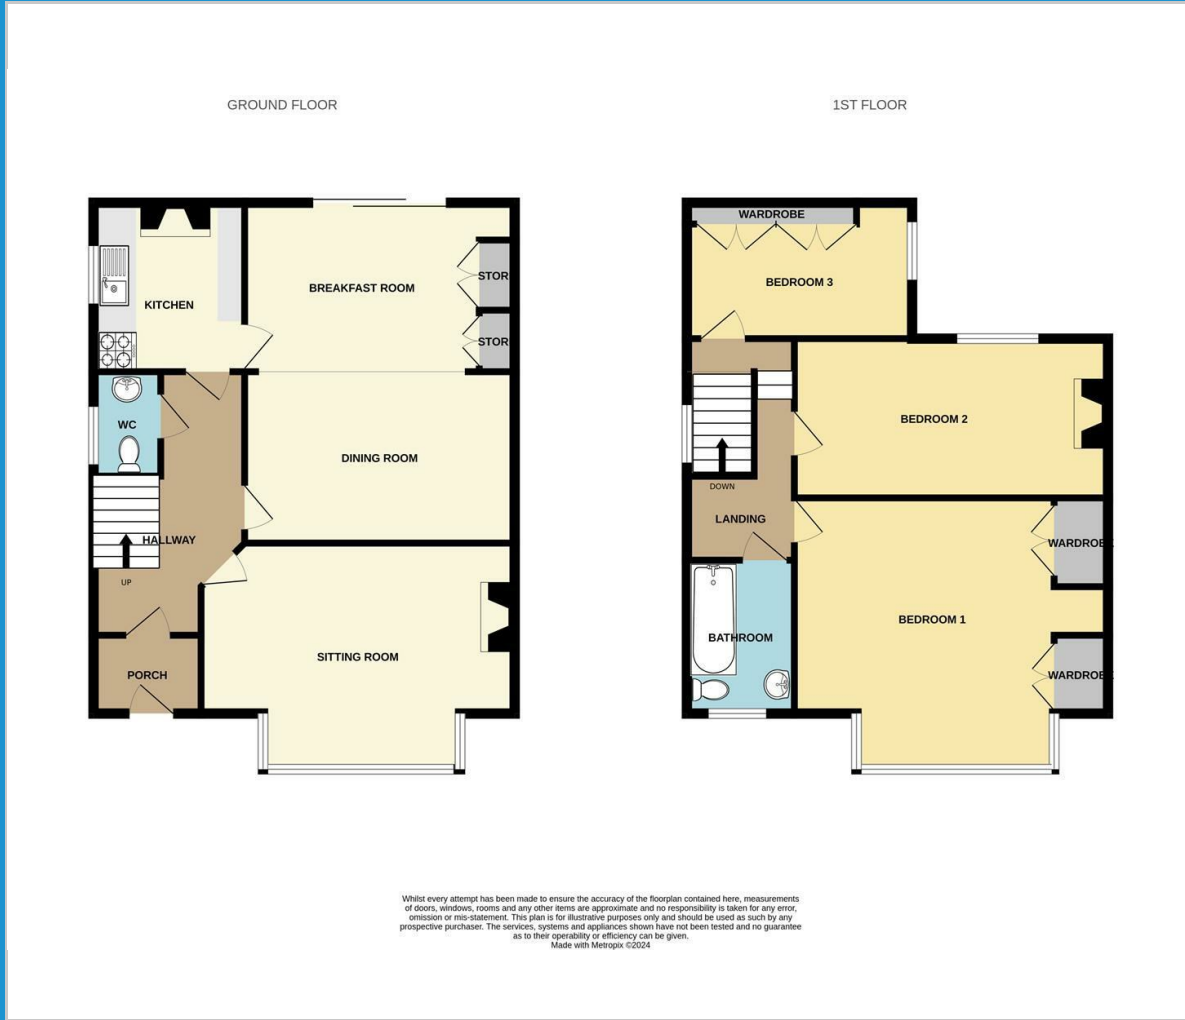 GROUND FLOOR
1ST FLOOR
KITCHEN
BREAKFAST ROOM
STOR
STOR
WC
DINING ROOM
HALLWAY
UP
SITTING ROOM
PORCH
WARDROBE
BEDROOM 3
BEDROOM 2
DOWN
LANDING
WARDROBE
BEDROOM 1
BATHROOM
WARDROBE
Whilst every attempt has been made to ensure the accuracy of the floorplan contained here, measurements
of doors, windows, rooms and any other items are approximate and no responsibility is taken for any error,
omission or mis-statement. This plan is for illustrative purposes only and should be used as such by any
prospective purchaser. The services, systems and appliances shown have not been tested and no guarantee
as to their operability or efficiency can be given.
Made with Metropix ©2024